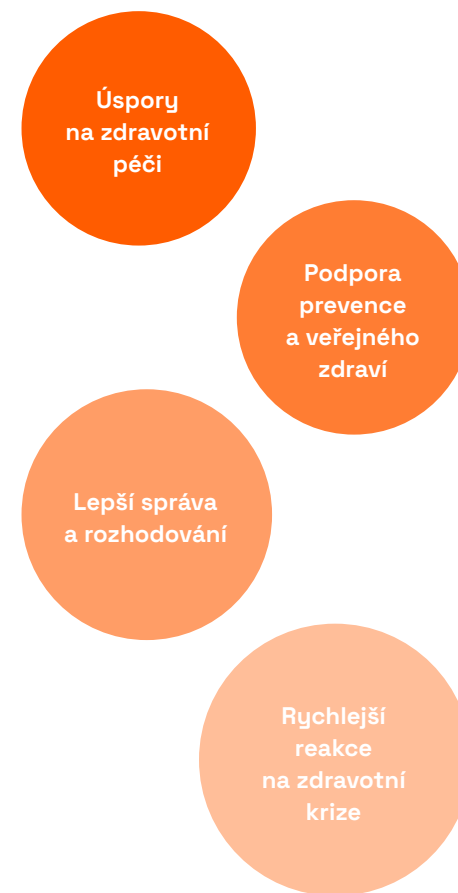 Úspory
na zdravotní
péči
Podpora
prevence
a veřejného
zdraví
Lepší správa
a rozhodování
Rychlejší
reakce
na zdravotní
krize